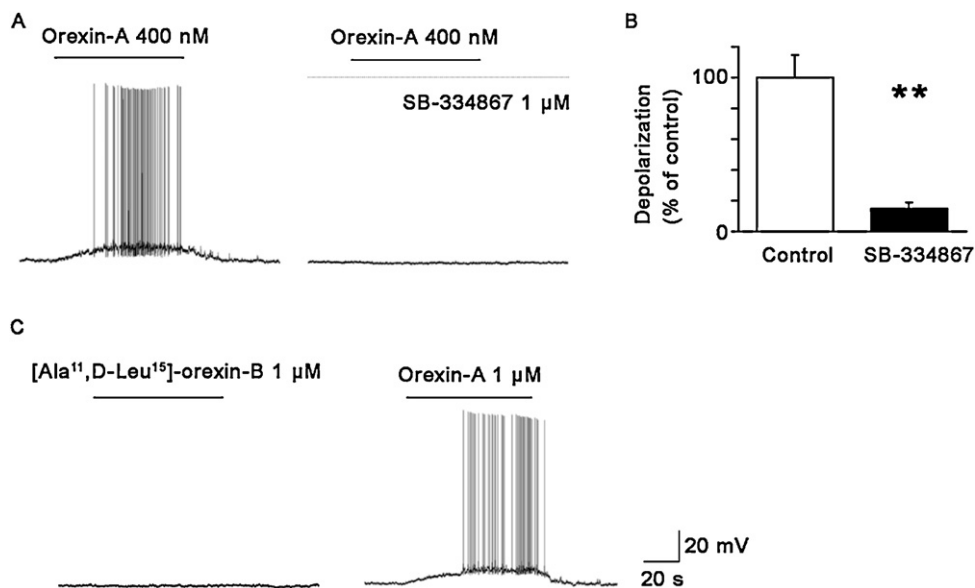 A
Orexin-A 400 nM
Orexin-A 400 nM
SB-334867 1 µM
B
Depolarization
(% of control)
100
**
0
Control
SB-334867
C
[Ala¹¹,D-Leu¹⁵]-orexin-B 1 µM
Orexin-A 1 µM
20 mV
20 s